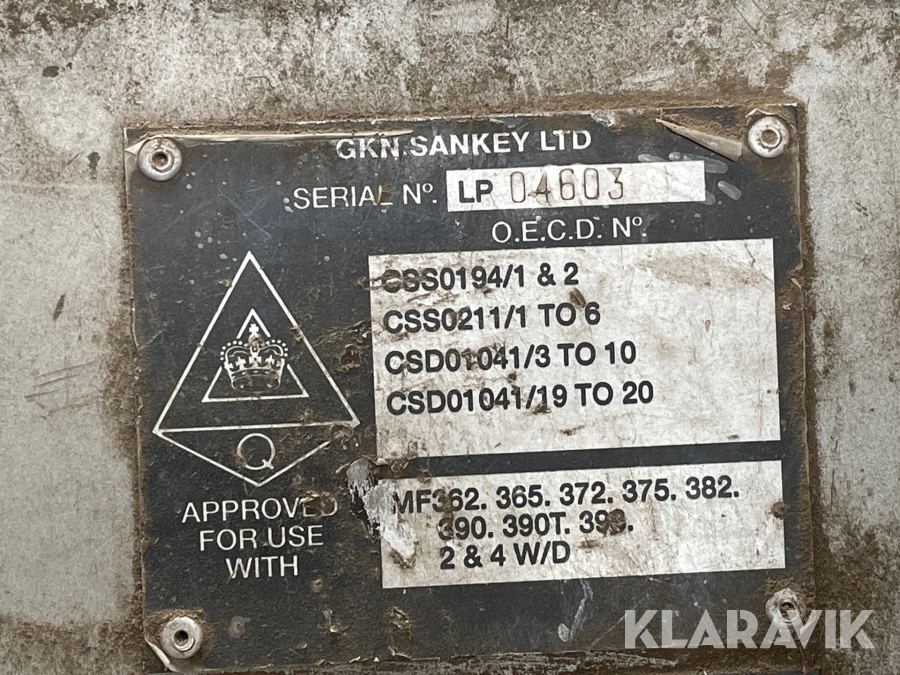 GKN SANKEY LTD
SERIAL Nº. LP 04603
O.E.C.D. Nº.
CSS0194/1 & 2
CSS0211/1 TO 6
CSD01041/3 TO 10
CSD01041/19 TO 20
Q
APPROVED
FOR USE
WITH
MF362. 365. 372. 375. 382.
390. 390T.
2 & 4 W/D
KLARAVIK